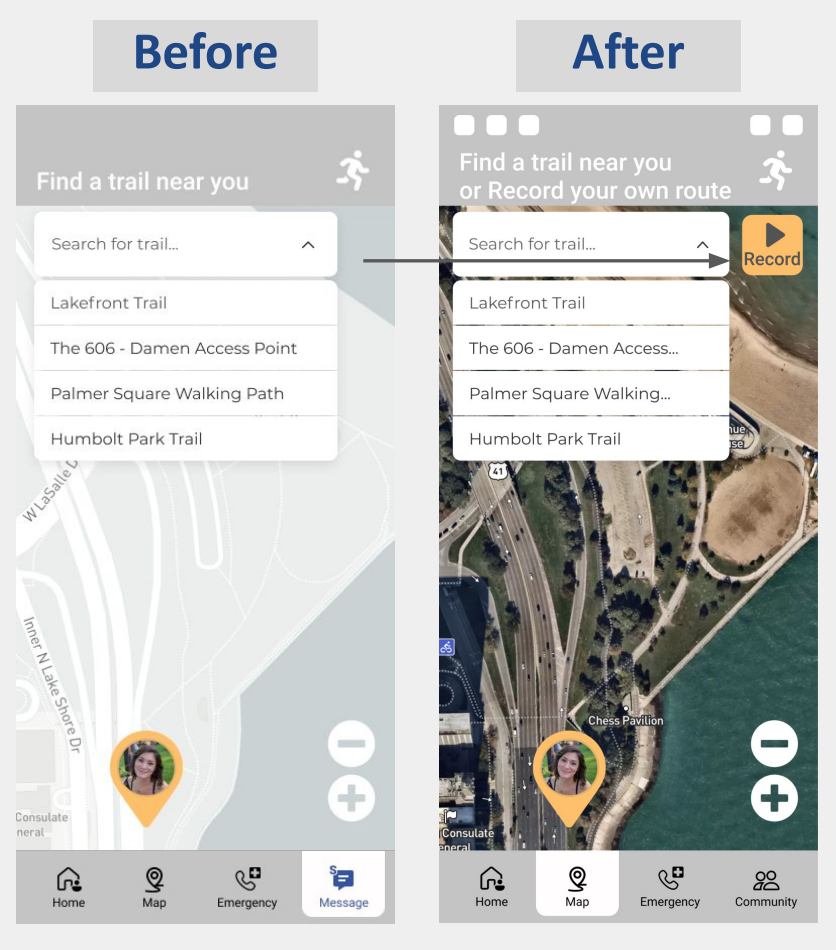 Before
After
Find a trail near you
Search for trail...
Lakefront Trail
The 606 - Damen Access Point
Palmer Square Walking Path
Humbolt Park Trail
W LaSalle D
Inner N Lake Shore Dr
Consulate
neral
Home
Map
Emergency
S
Message
Find a trail near you
or Record your own route
Search for trail...
Record
Lakefront Trail
The 606 - Damen Access...
Palmer Square Walking...
Humbolt Park Trail
nue
se
41
Chess Pavilion
Consulate
eneral
Home
Map
Emergency
Community